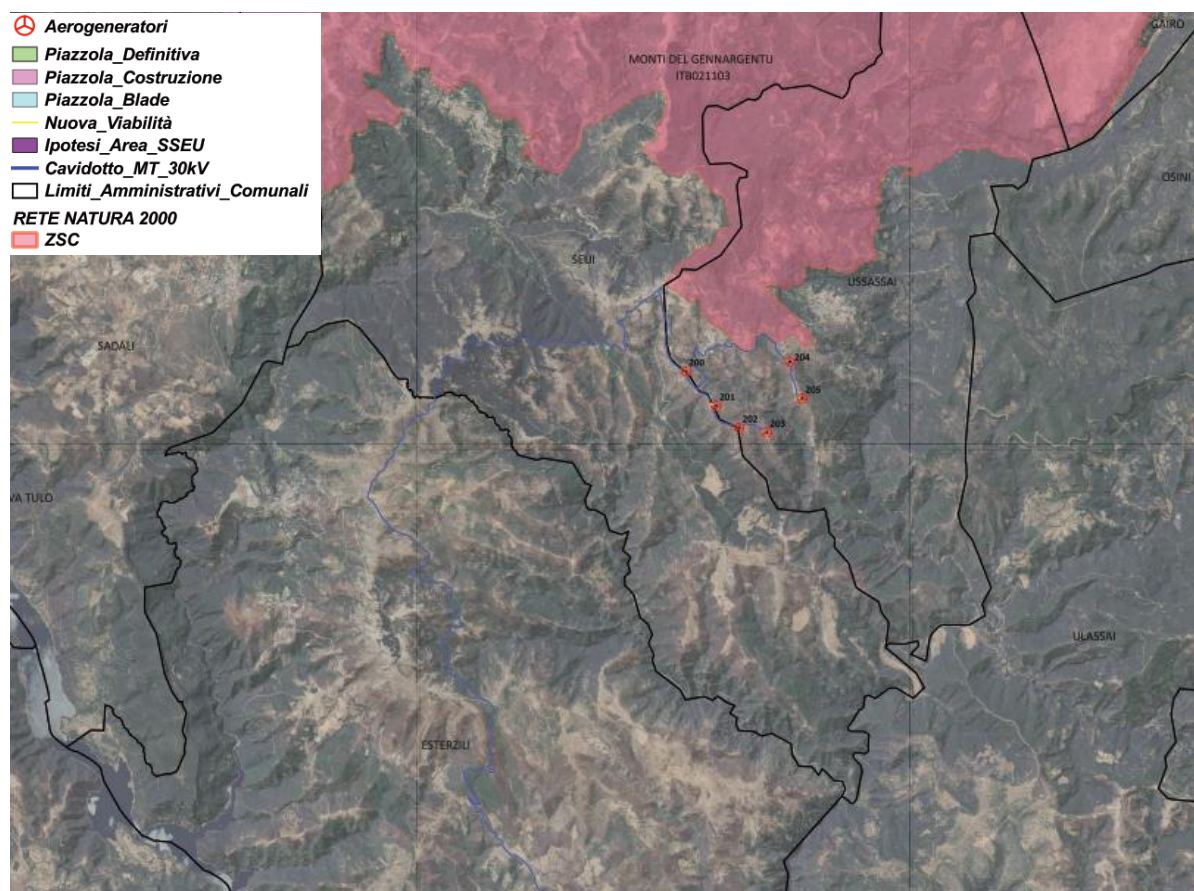 Aerogeneratori
Piazzola_Definitiva
Piazzola_Costruzione
Piazzola_Blade
Nuova_Viabilità
Ipotesi_Area_SSEU
Cavidotto_MT_30kV
Limiti_Amministrativi_Comunali
RETE NATURA 2000
ZSC
GAIRO
MONTI DEL GENNARGENTU
ITB021103
OSINI
SEUI
USSASSAI
SADALI
204
200
205
201
202
203
VA TULO
ULASSAI
ESTERZILI